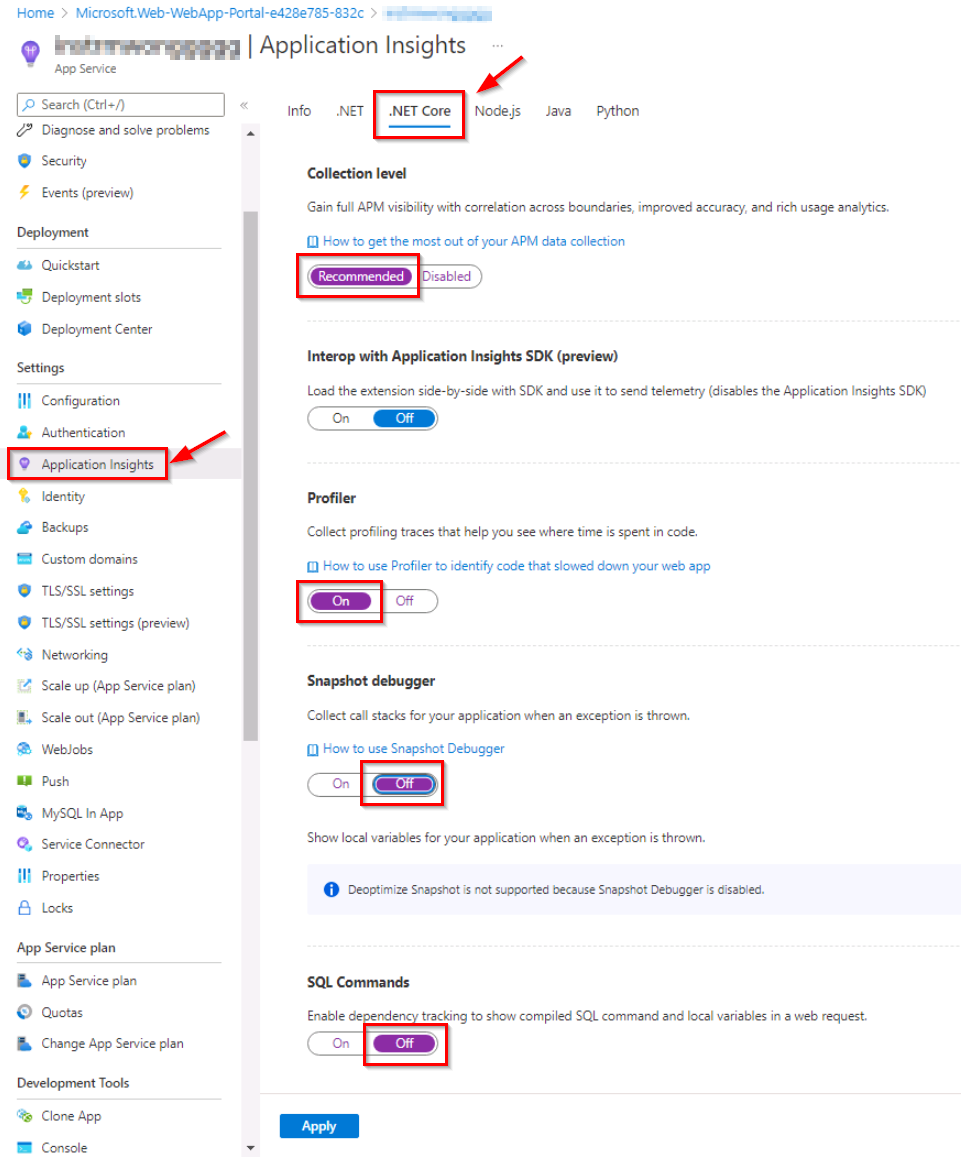 Home > Microsoft.Web-WebApp-Portal-e428e785-832c >
| Application Insights ...
App Service
Search (Ctrl+/)
«
Diagnose and solve problems
Security
Events (preview)
Deployment
Quickstart
Deployment slots
Deployment Center
Settings
Configuration
Authentication
Application Insights
Identity
Backups
Custom domains
TLS/SSL settings
TLS/SSL settings (preview)
Networking
Scale up (App Service plan)
Scale out (App Service plan)
WebJobs
Push
MySQL In App
Service Connector
Properties
Locks
App Service plan
App Service plan
Quotas
Change App Service plan
Development Tools
Clone App
Console
Info .NET .NET Core Node.js Java Python
Collection level
Gain full APM visibility with correlation across boundaries, improved accuracy, and rich usage analytics.
How to get the most out of your APM data collection
Recommended Disabled
Interop with Application Insights SDK (preview)
Load the extension side-by-side with SDK and use it to send telemetry (disables the Application Insights SDK)
On Off
Profiler
Collect profiling traces that help you see where time is spent in code.
How to use Profiler to identify code that slowed down your web app
On Off
Snapshot debugger
Collect call stacks for your application when an exception is thrown.
How to use Snapshot Debugger
On Off
Show local variables for your application when an exception is thrown.
Deoptimize Snapshot is not supported because Snapshot Debugger is disabled.
SQL Commands
Enable dependency tracking to show compiled SQL command and local variables in a web request.
On Off
Apply